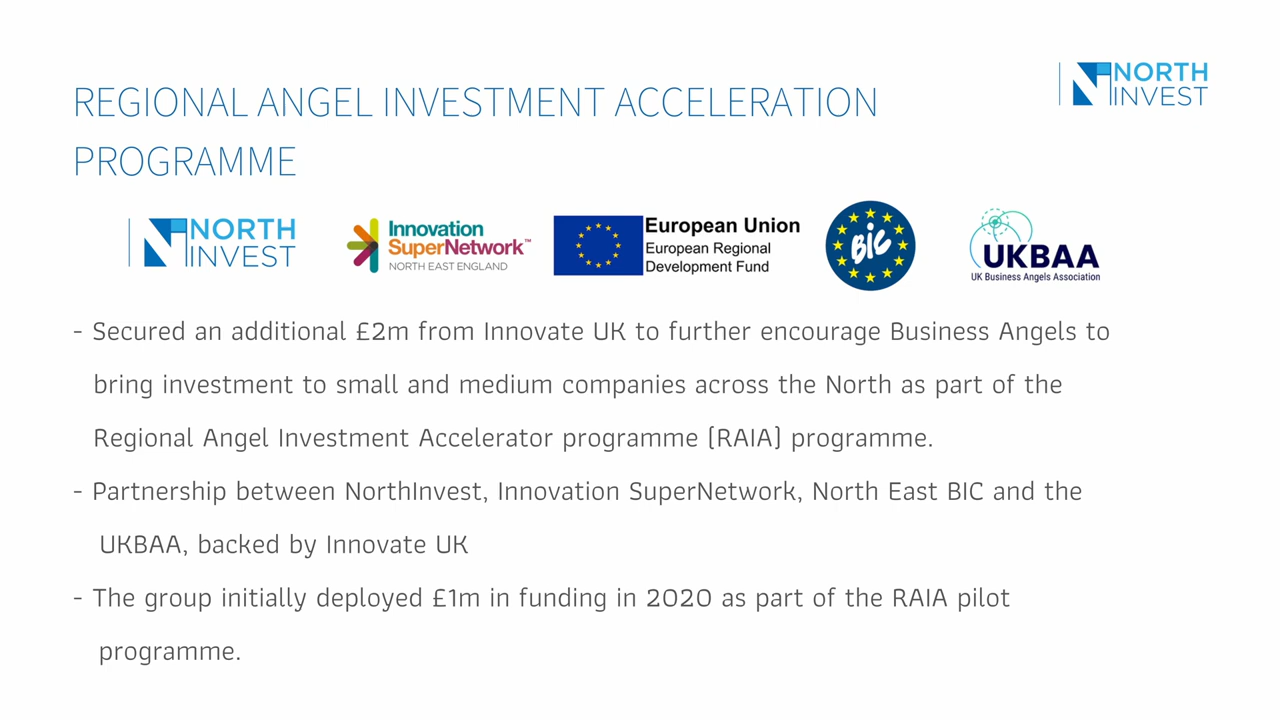 NORTH
INVEST
REGIONAL ANGEL INVESTMENT ACCELERATION
PROGRAMME
NORTH
INVEST
Innovation
SuperNetwork™
NORTH EAST ENGLAND
European Union
European Regional
Development Fund
BIC
UKBAA
UK Business Angels Association
- Secured an additional £2m from Innovate UK to further encourage Business Angels to
bring investment to small and medium companies across the North as part of the
Regional Angel Investment Accelerator programme (RAIA) programme.
- Partnership between NorthInvest, Innovation SuperNetwork, North East BIC and the
UKBAA, backed by Innovate UK
- The group initially deployed £1m in funding in 2020 as part of the RAIA pilot
programme.